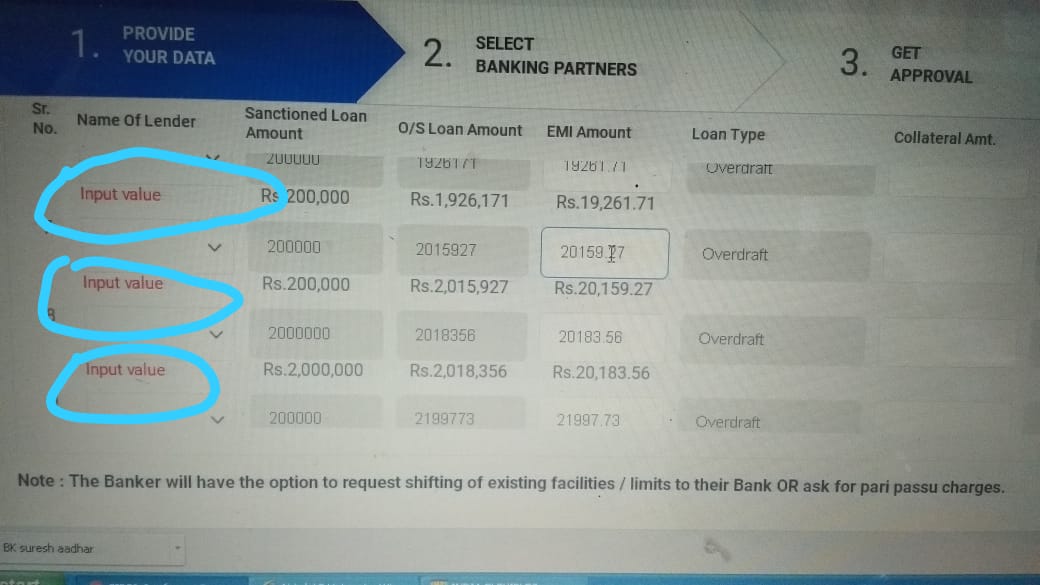 1. PROVIDE YOUR DATA
2. SELECT BANKING PARTNERS
3. GET APPROVAL
Sr. No. Name Of Lender Sanctioned Loan Amount O/S Loan Amount EMI Amount Loan Type Collateral Amt.
200000 1926171 19261.71 Overdraft
Input value Rs.200,000 Rs.1,926,171 Rs.19,261.71
200000 2015927 20159.27 Overdraft
Input value Rs.200,000 Rs.2,015,927 Rs.20,159.27
8 2000000 2018356 20183.56 Overdraft
Input value Rs.2,000,000 Rs.2,018,356 Rs.20,183.56
200000 2199773 21997.73 Overdraft
Note : The Banker will have the option to request shifting of existing facilities / limits to their Bank OR ask for pari passu charges.
BK suresh aadhar